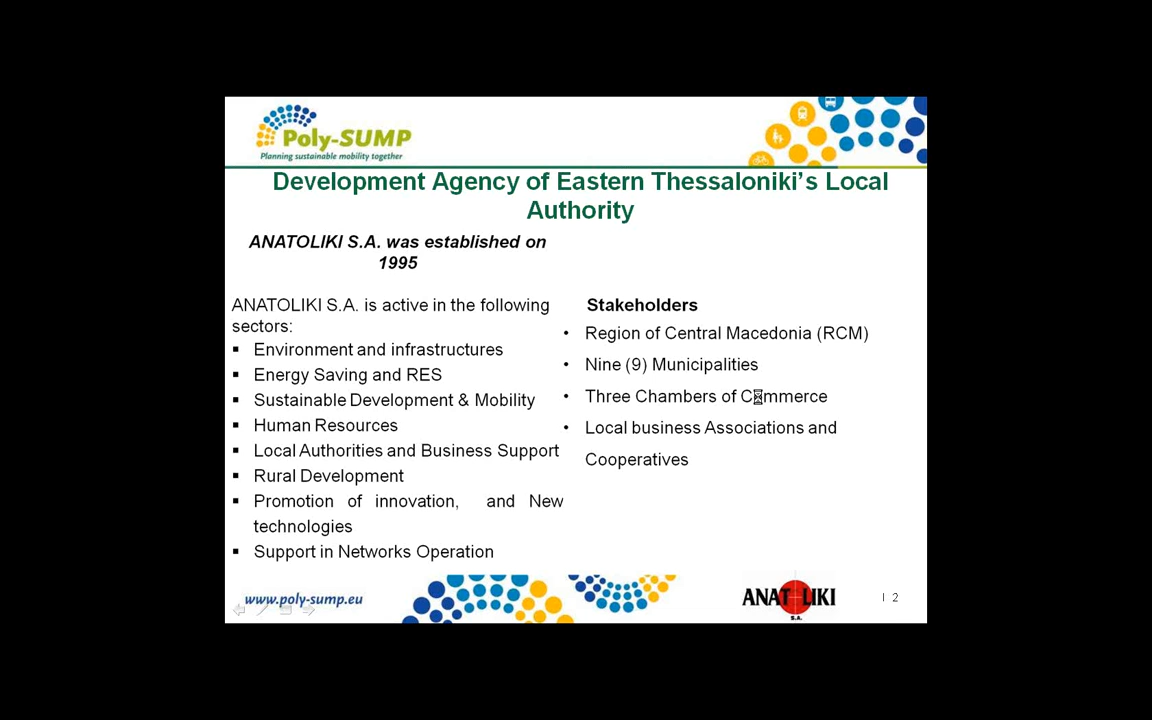 Poly-SUMP
Planning sustainable mobility together
Development Agency of Eastern Thessaloniki’s Local
Authority
ANATOLIKI S.A. was established on
1995
ANATOLIKI S.A. is active in the following
sectors:
▪ Environment and infrastructures
▪ Energy Saving and RES
▪ Sustainable Development & Mobility
▪ Human Resources
▪ Local Authorities and Business Support
▪ Rural Development
▪ Promotion of innovation, and New
technologies
▪ Support in Networks Operation
Stakeholders
• Region of Central Macedonia (RCM)
• Nine (9) Municipalities
• Three Chambers of Commerce
• Local business Associations and
Cooperatives
www.poly-sump.eu
ANATOLIKI
S.A.
I 2